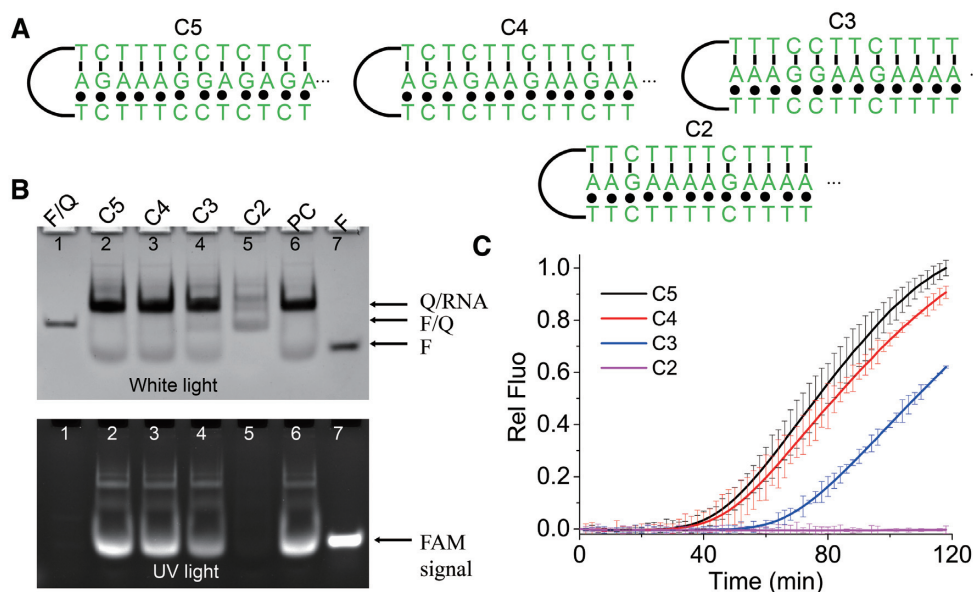 A
C5
TCTTTCCTCTCT
AGAAAGGAGAGA...
TCTTTCCTCTCT
C4
TCTCTTCTTCTT
AGAGAAGAAGAA...
TCTCTTCTTCTT
C3
TTTCCTTCTTTT
AAAGGAAGAAAA
TTTCCTTCTTTT
C2
TTCTTTTCTTTT
AAGAAAAGAAAA...
TTCTTTTCTTTT
B
F/Q C5 C4 C3 C2 PC F
1 2 3 4 5 6 7
Q/RNA
F/Q
F
White light
1 2 3 4 5 6 7
FAM
signal
UV light
C
Rel Fluo
1.0
0.8
0.6
0.4
0.2
0.0
C5
C4
C3
C2
0 40 80 120
Time (min)